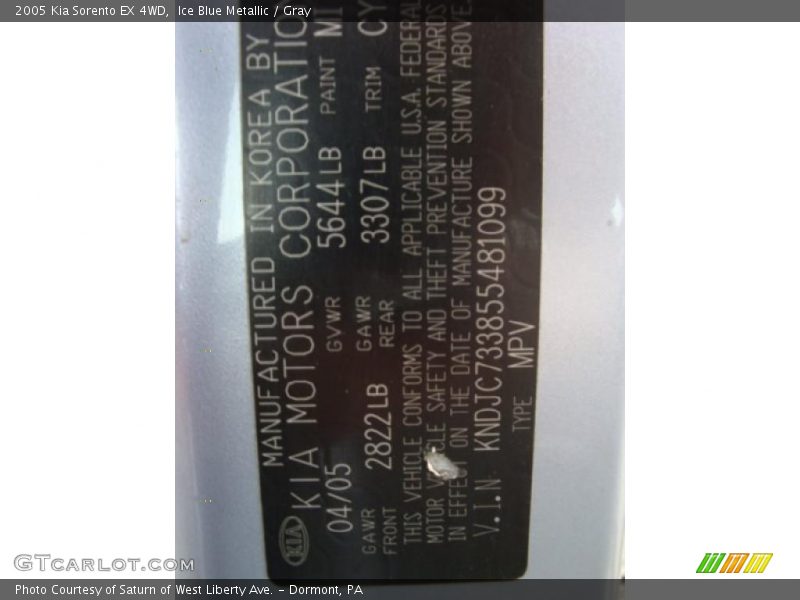 2005 Kia Sorento EX 4WD, Ice Blue Metallic / Gray
MANUFACTURED IN KOREA BY
KIA KIA MOTORS CORPORATIO
04/05 GVWR 5644LB PAINT MI
GAWR FRONT 2822LB GAWR REAR 3307LB TRIM CY
THIS VEHICLE CONFORMS TO ALL APPLICABLE U.S.A. FEDERAL
MOTOR CLE SAFETY AND THEFT PREVENTION STANDARDS
IN EFFECT ON THE DATE OF MANUFACTURE SHOWN ABOVE.
V.I.N KNDJC733855481099
TYPE MPV
GTCarLot.com
Photo Courtesy of Saturn of West Liberty Ave. - Dormont, PA